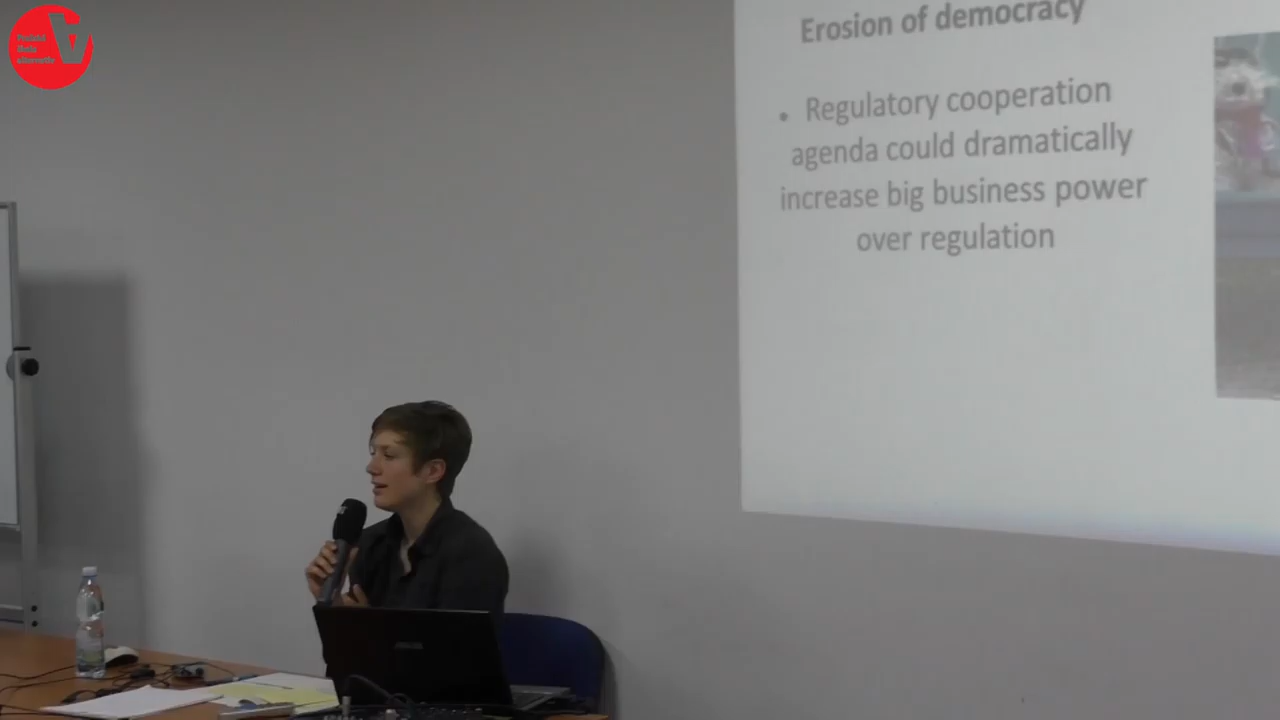 Erosion of democracy
• Regulatory cooperation
agenda could dramatically
increase big business power
over regulation